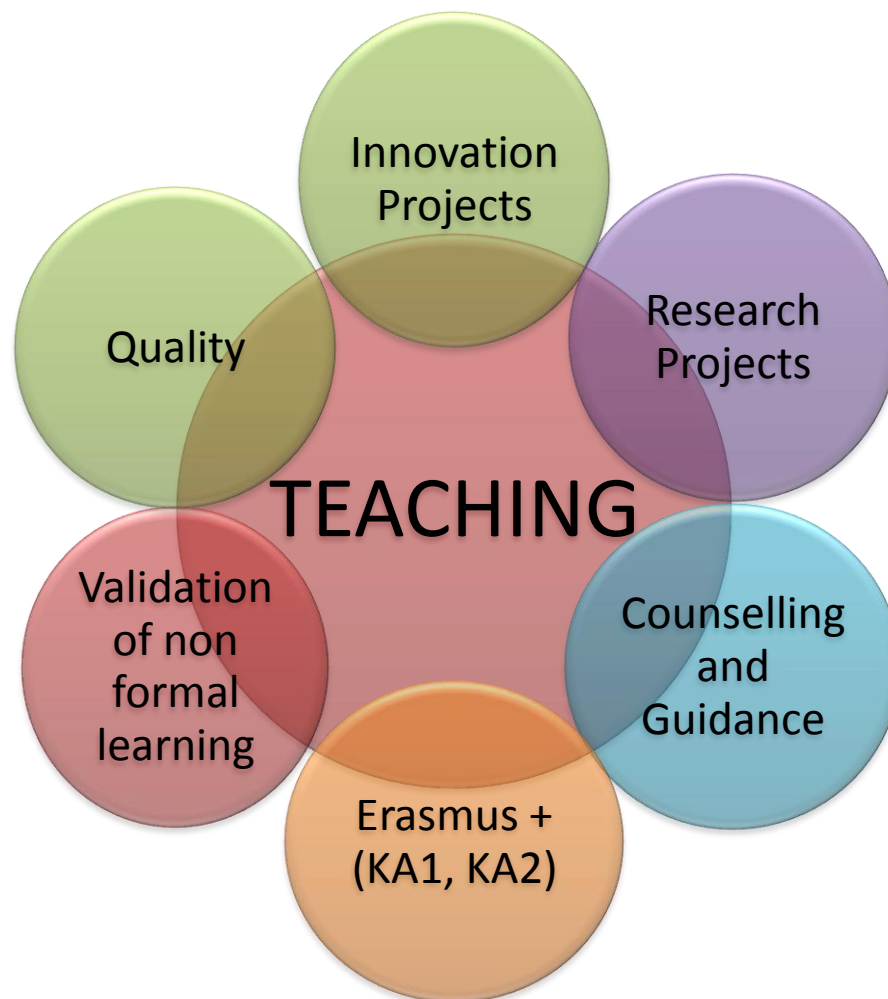 Innovation
Projects
Research
Projects
Quality
TEACHING
Validation
of non
formal
learning
Counselling
and
Guidance
Erasmus +
(KA1, KA2)